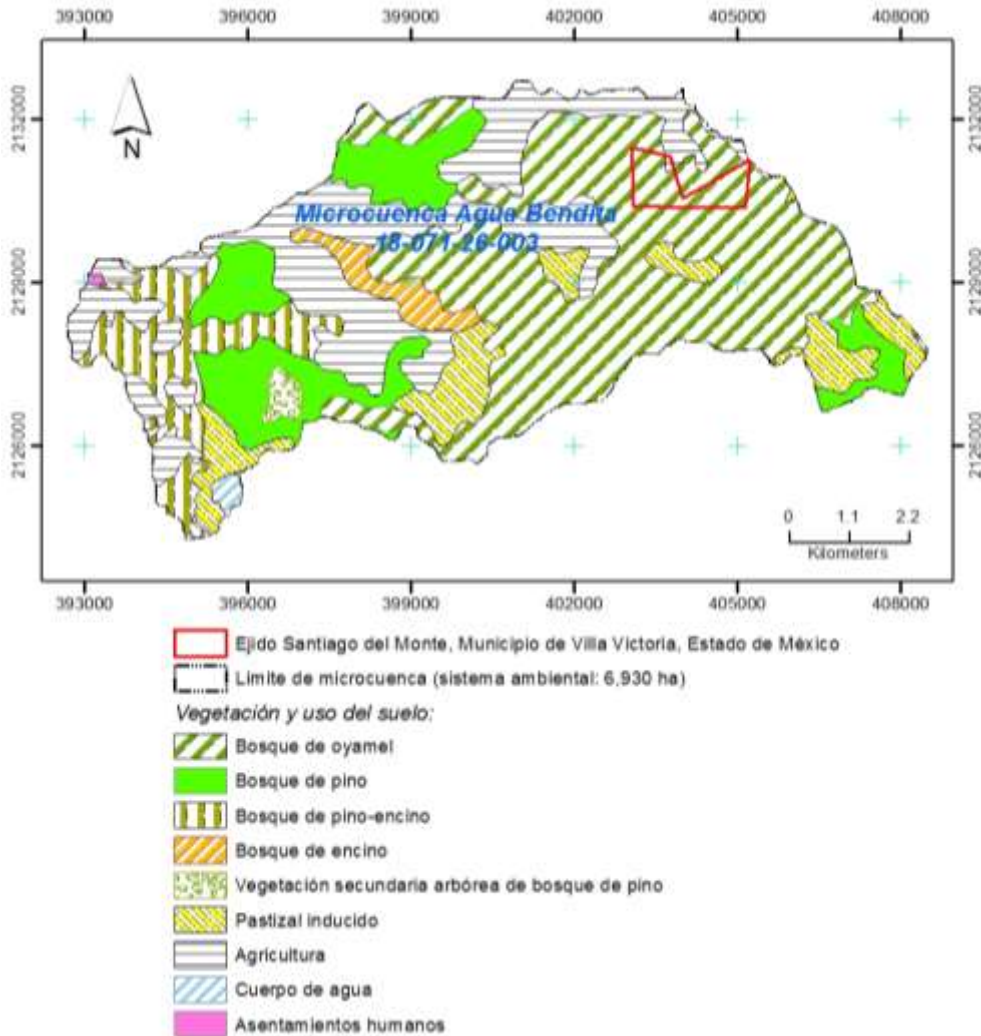 393000 396000 399000 402000 405000 408000
2132000 2132000
N
Microcuenca Agua Bendita
18-071-26-003
2129000 2129000
2126000 2126000
0 1.1 2.2
Kilometers
393000 396000 399000 402000 405000 408000
Ejido Santiago del Monte, Municipio de Villa Victoria, Estado de México
Límite de microcuenca (sistema ambiental: 6,930 ha)
Vegetación y uso del suelo:
Bosque de oyamel
Bosque de pino
Bosque de pino-encino
Bosque de encino
Vegetación secundaria arbórea de bosque de pino
Pastizal inducido
Agricultura
Cuerpo de agua
Asentamientos humanos